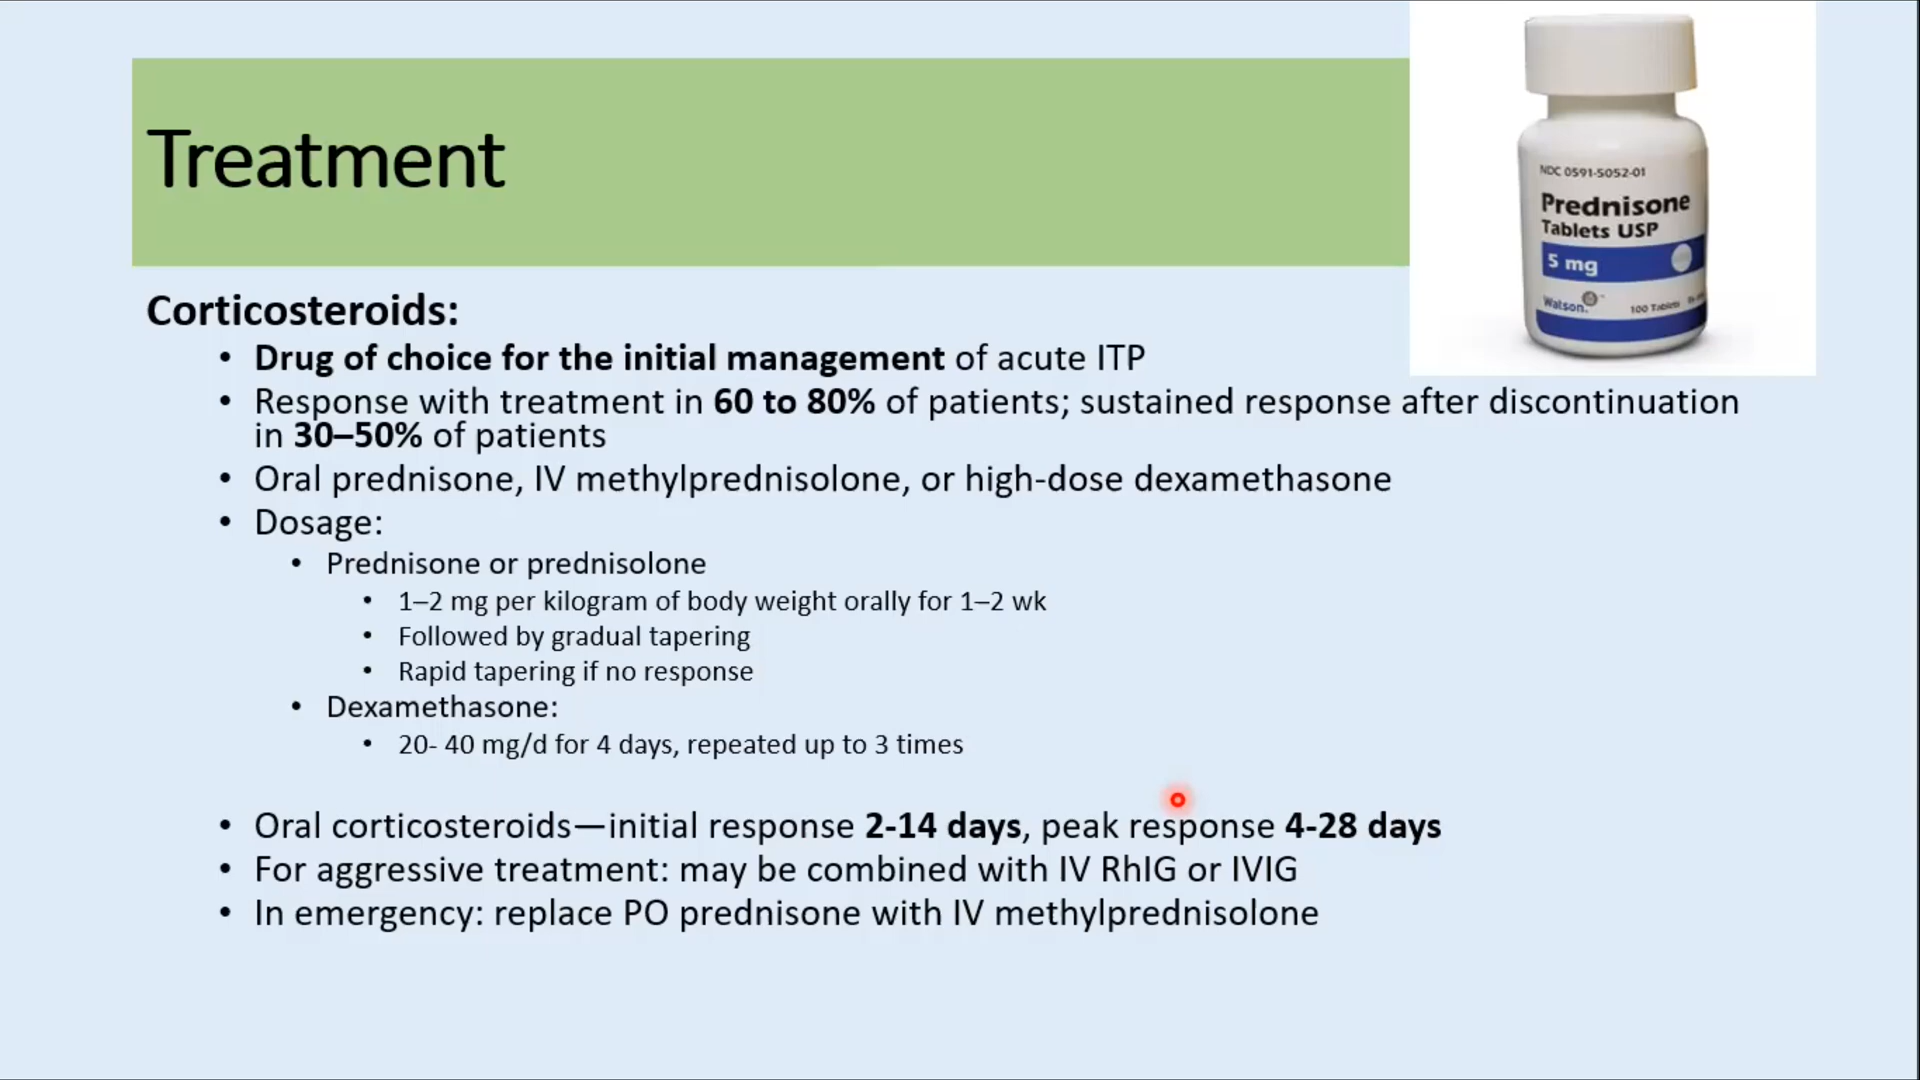 Treatment
NDC 0591-5052-01
Prednisone
Tablets USP
5 mg
Watson
100 Tablets
Corticosteroids:
• Drug of choice for the initial management of acute ITP
• Response with treatment in 60 to 80% of patients; sustained response after discontinuation
in 30–50% of patients
• Oral prednisone, IV methylprednisolone, or high-dose dexamethasone
• Dosage:
• Prednisone or prednisolone
• 1–2 mg per kilogram of body weight orally for 1–2 wk
• Followed by gradual tapering
• Rapid tapering if no response
• Dexamethasone:
• 20- 40 mg/d for 4 days, repeated up to 3 times
• Oral corticosteroids—initial response 2-14 days, peak response 4-28 days
• For aggressive treatment: may be combined with IV RhIG or IVIG
• In emergency: replace PO prednisone with IV methylprednisolone